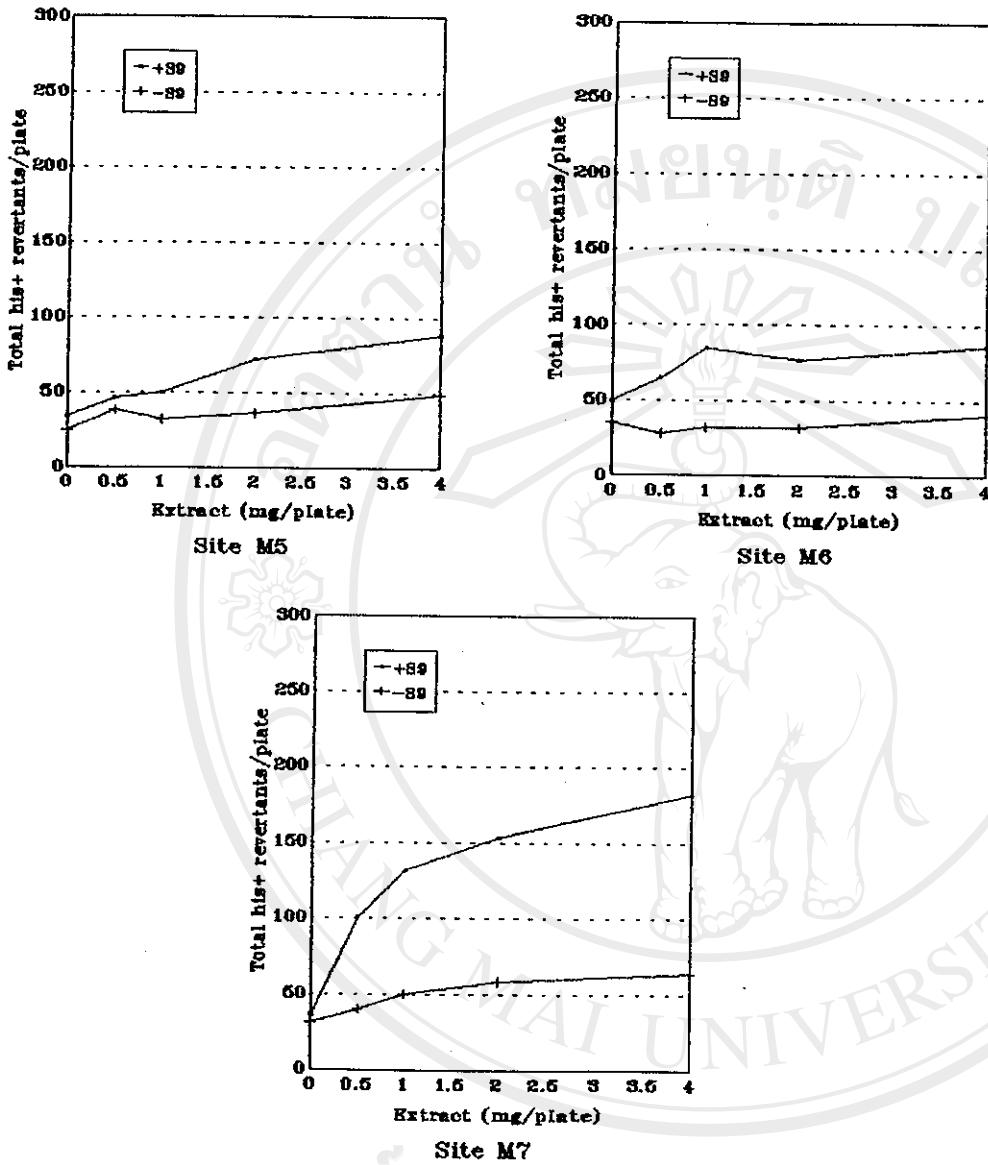 300
250
200
150
100
50
0
+S9
-S9
Total his+ revertants/plate
0 0.5 1 1.5 2 2.5 3 3.5 4
Extract (mg/plate)
Site M5
300
250
200
150
100
50
0
+S9
-S9
Total his+ revertants/plate
0 0.5 1 1.5 2 2.5 3 3.5 4
Extract (mg/plate)
Site M6
300
250
200
150
100
50
0
+S9
-S9
Total his+ revertants/plate
0 0.5 1 1.5 2 2.5 3 3.5 4
Extract (mg/plate)
Site M7
CHIANG MAI